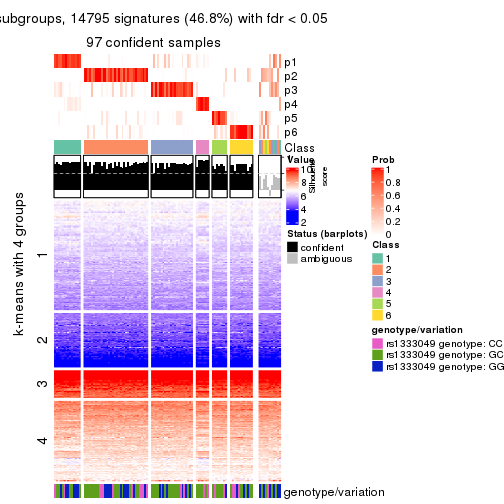 subgroups, 14795 signatures (46.8%) with fdr < 0.05
97 confident samples
p1
p2
p3
p4
p5
p6
Class
Silhouette score
k-means with 4 groups
1
2
3
4
Value
10
8
6
4
2
Status (barplots)
confident
ambiguous
Prob
1
0.8
0.6
0.4
0.2
0
Class
1
2
3
4
5
6
genotype/variation
rs1333049 genotype: CC
rs1333049 genotype: GC
rs1333049 genotype: GG
genotype/variation